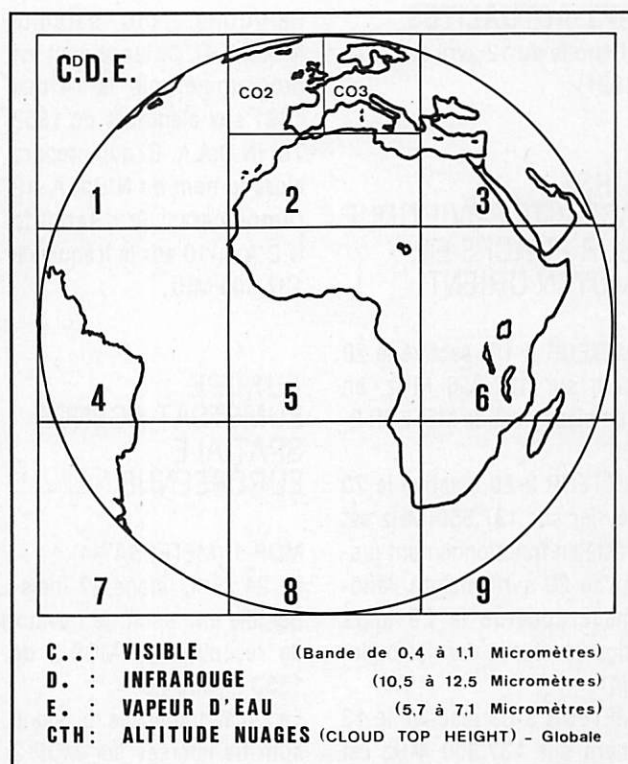 C.D.E.
CO2 CO3
1 2 3
4 5 6
7 8 9
C...: VISIBLE (Bande de 0,4 à 1,1 Micromètres)
D. : INFRAROUGE (10,5 à 12,5 Micromètres)
E. : VAPEUR D'EAU (5,7 à 7,1 Micromètres)
CTH: ALTITUDE NUAGES (CLOUD TOP HEIGHT) - Globale